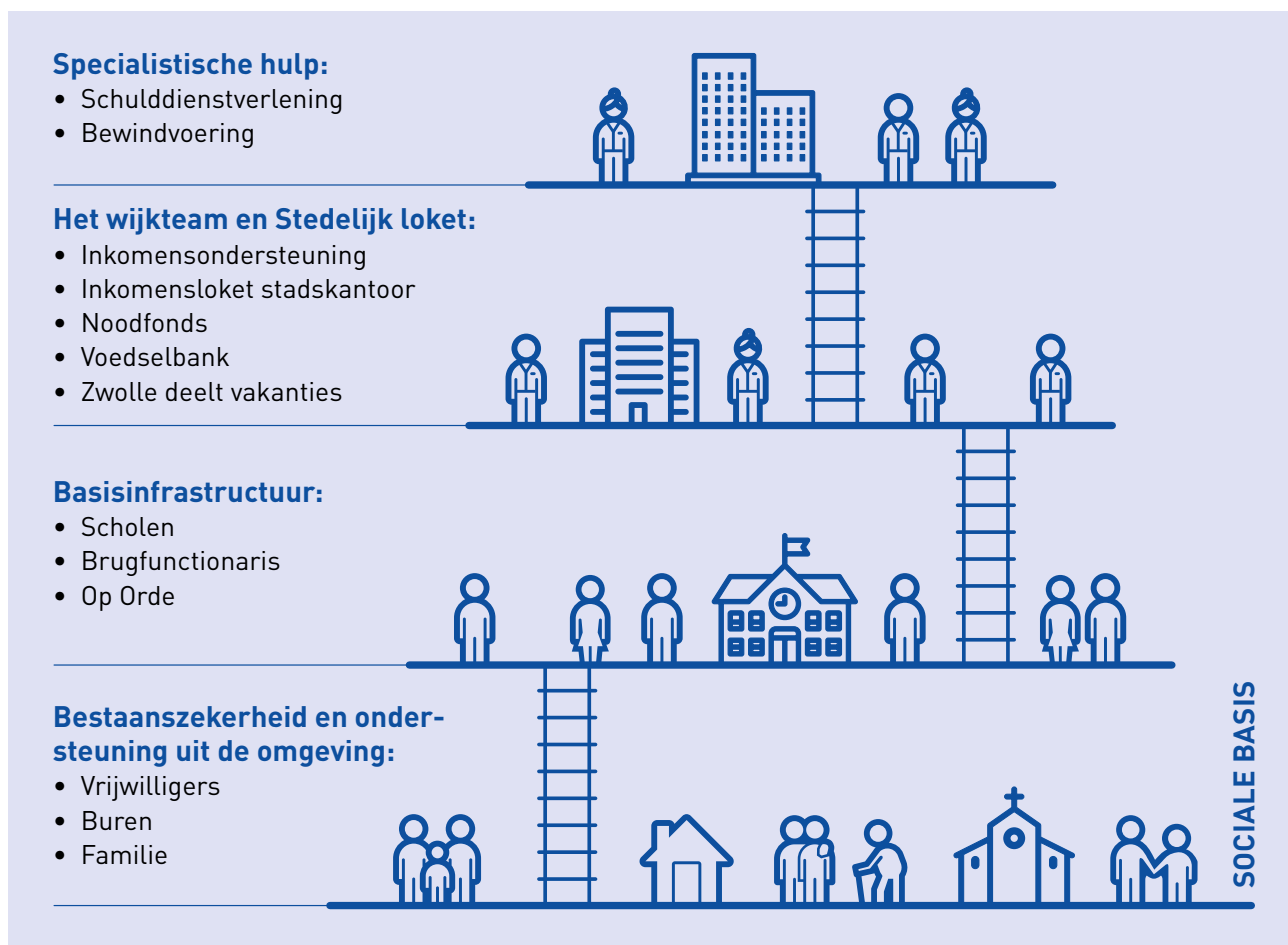 Specialistische hulp:
• Schulddienstverlening
• Bewindvoering
Het wijkteam en Stedelijk loket:
• Inkomensondersteuning
• Inkomensloket stadskantoor
• Noodfonds
• Voedselbank
• Zwolle deelt vakanties
Basisinfrastructuur:
• Scholen
• Brugfunctionaris
• Op Orde
Bestaanszekerheid en onder-
steuning uit de omgeving:
• Vrijwilligers
• Buren
• Familie
SOCIALE BASIS